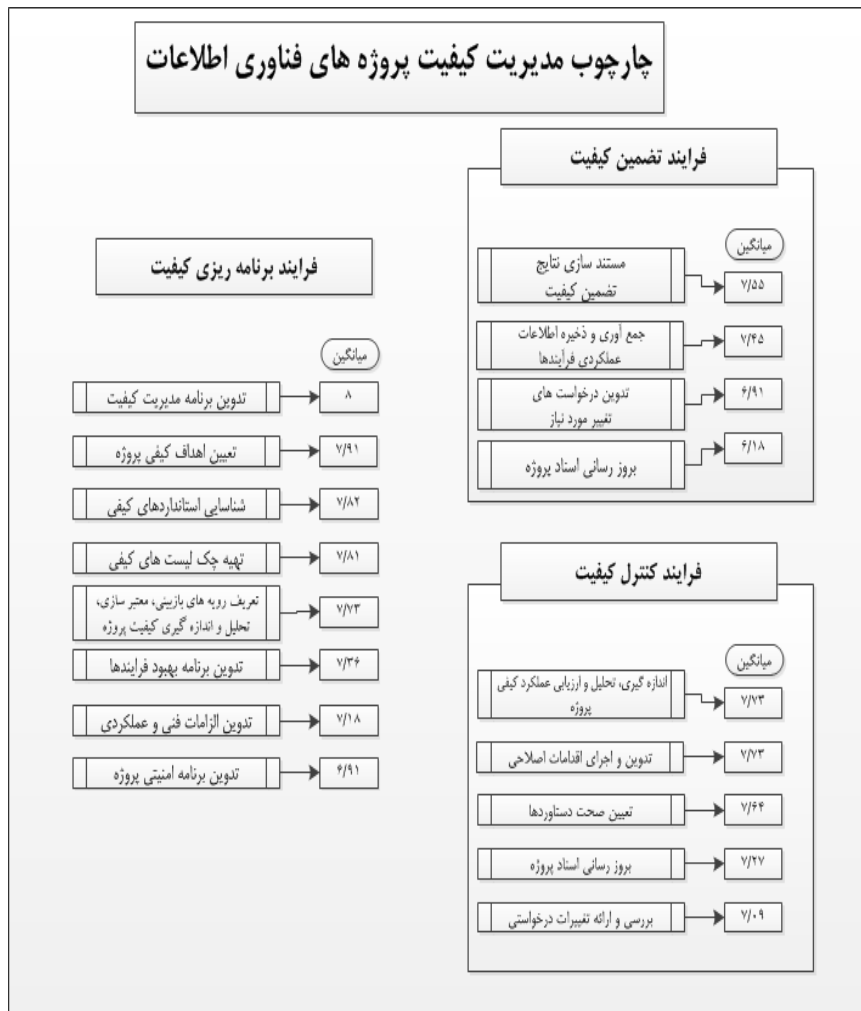 چارچوب مدیریت کیفیت پروژه های فناوری اطلاعات
فرایند تضمین کیفیت
میانگین
مستند سازی نتایج
تضمین کیفیت
۷/۵۵
جمع آوری و ذخیره اطلاعات
عملکردی فرآیندها
۷/۴۵
تدوین درخواست های
تغییر مورد نیاز
۶/۹۱
بروز رسانی اسناد پروژه
۶/۱۸
فرایند کنترل کیفیت
میانگین
اندازه گیری، تحلیل و ارزیابی عملکرد کیفی
پروژه
۷/۷۳
تدوین و اجرای اقدامات اصلاحی
۷/۷۳
تعیین صحت دستاوردها
۷/۶۴
بروز رسانی اسناد پروژه
۷/۲۷
بررسی و ارائه تغییرات درخواستی
۷/۰۹
فرایند برنامه ریزی کیفیت
میانگین
تدوین برنامه مدیریت کیفیت
۸
تعیین اهداف کیفی پروژه
۷/۹۱
شناسایی استانداردهای کیفی
۷/۸۲
تهیه چک لیست های کیفی
۷/۸۱
تعریف رویه های بازبینی، معتبر سازی،
تحلیل و اندازه گیری کیفیت پروژه
۷/۷۳
تدوین برنامه بهبود فرایندها
۷/۳۶
تدوین الزامات فنی و عملکردی
۷/۱۸
تدوین برنامه امنیتی پروژه
۶/۹۱